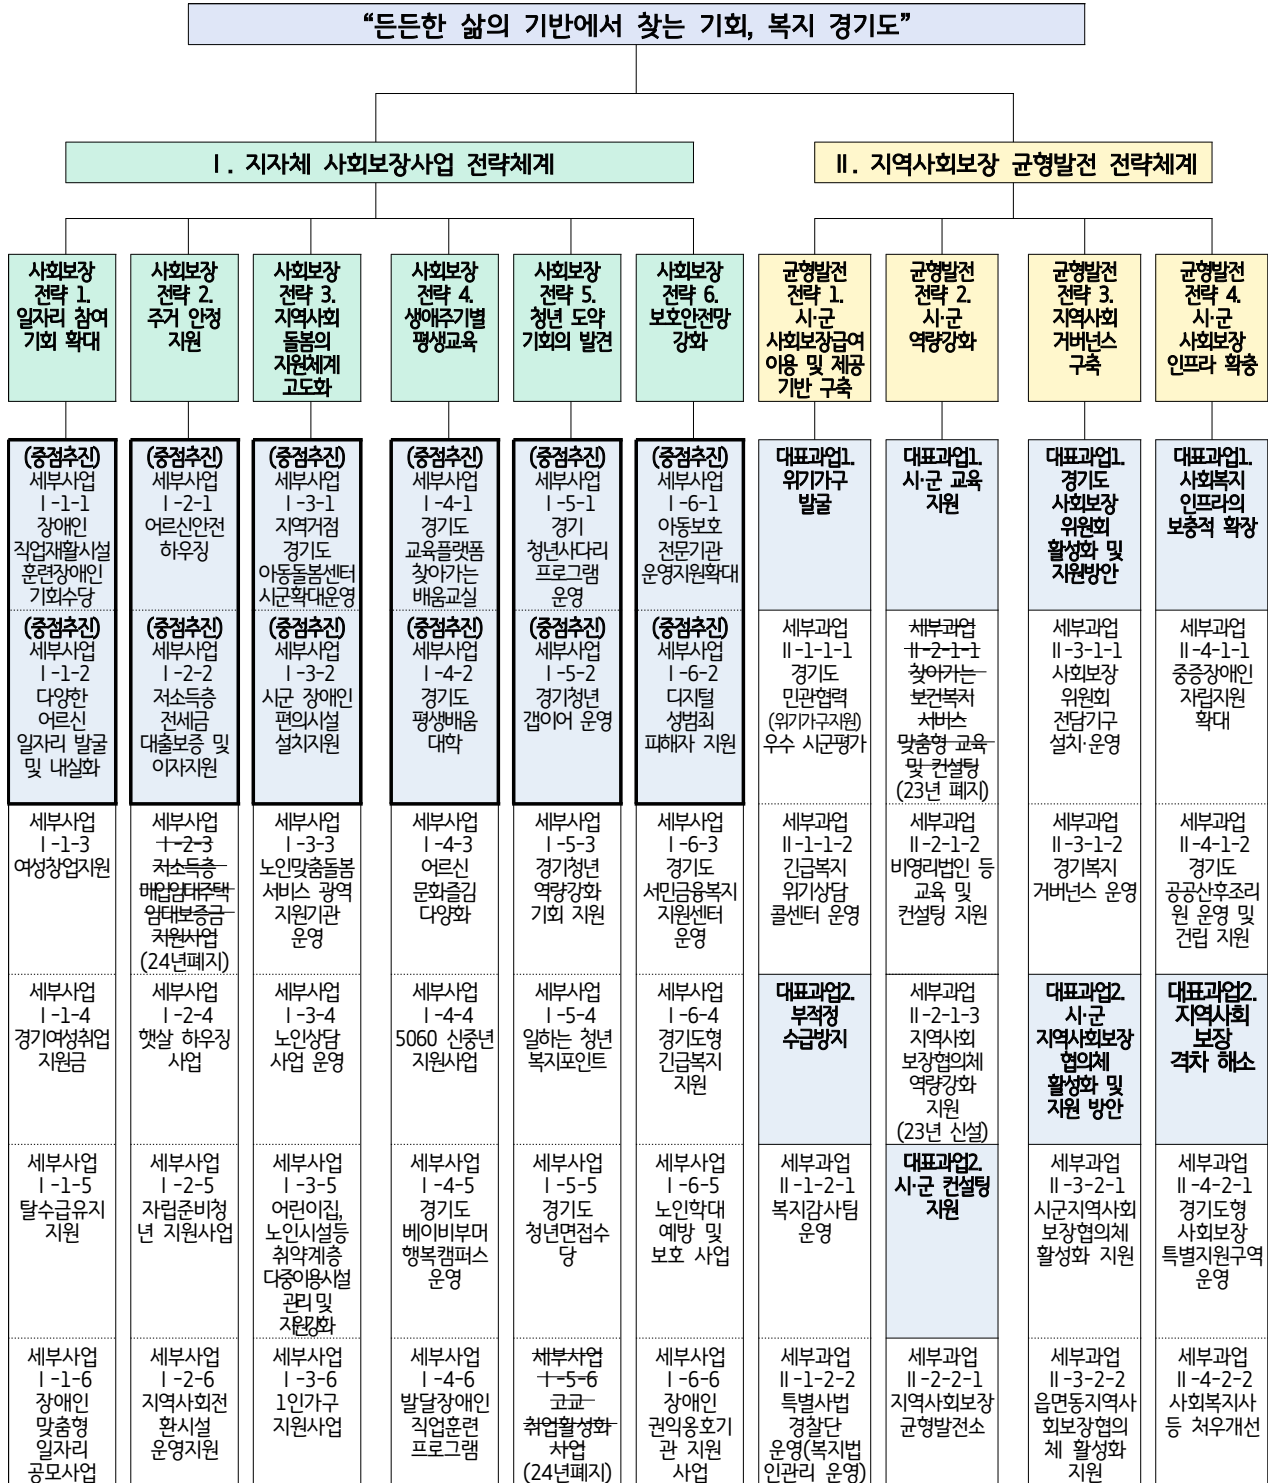 “든든한 삶의 기반에서 찾는 기회, 복지 경기도”
Ⅰ. 지자체 사회보장사업 전략체계
Ⅱ. 지역사회보장 균형발전 전략체계
사회보장
전략 1.
일자리 참여
기회 확대
사회보장
전략 2.
주거 안정
지원
사회보장
전략 3.
지역사회
돌봄의
지원체계
고도화
사회보장
전략 4.
생애주기별
평생교육
사회보장
전략 5.
청년 도약
기회의 발견
사회보장
전략 6.
보호안전망
강화
균형발전
전략 1.
시·군
사회보장급여
이용 및 제공
기반 구축
균형발전
전략 2.
시·군
역량강화
균형발전
전략 3.
지역사회
거버넌스
구축
균형발전
전략 4.
시·군
사회보장
인프라 확충
(중점추진)
세부사업
Ⅰ-1-1
장애인
직업재활시설
훈련장애인
기회수당
(중점추진)
세부사업
Ⅰ-2-1
어르신안전
하우징
(중점추진)
세부사업
Ⅰ-3-1
지역거점
경기도
아동돌봄센터
시군확대운영
(중점추진)
세부사업
Ⅰ-4-1
경기도
교육플랫폼
찾아가는
배움교실
(중점추진)
세부사업
Ⅰ-5-1
경기
청년사다리
프로그램
운영
(중점추진)
세부사업
Ⅰ-6-1
아동보호
전문기관
운영지원확대
대표과업1.
위기가구
발굴
대표과업1.
시·군 교육
지원
대표과업1.
경기도
사회보장
위원회
활성화 및
지원방안
대표과업1.
사회복지
인프라의
보충적 확장
(중점추진)
세부사업
Ⅰ-1-2
다양한
어르신
일자리 발굴
및 내실화
(중점추진)
세부사업
Ⅰ-2-2
저소득층
전세금
대출보증 및
이자지원
(중점추진)
세부사업
Ⅰ-3-2
시군 장애인
편의시설
설치지원
(중점추진)
세부사업
Ⅰ-4-2
경기도
평생배움
대학
(중점추진)
세부사업
Ⅰ-5-2
경기청년
갭이어 운영
(중점추진)
세부사업
Ⅰ-6-2
디지털
성범죄
피해자 지원
세부과업
Ⅱ-1-1-1
경기도
민관협력
(위기가구지원)
우수 시군평가
세부과업
Ⅱ-2-1-1
찾아가는
보건복지
서비스
맞춤형 교육
및 컨설팅
(23년 폐지)
세부과업
Ⅱ-3-1-1
사회보장
위원회
전담기구
설치·운영
세부과업
Ⅱ-4-1-1
중증장애인
자립지원
확대
세부사업
Ⅰ-1-3
여성창업지원
세부사업
Ⅰ-2-3
저소득층
매입임대주택
임대보증금
지원사업
(24년폐지)
세부사업
Ⅰ-3-3
노인맞춤돌봄
서비스 광역
지원기관
운영
세부사업
Ⅰ-4-3
어르신
문화즐김
다양화
세부사업
Ⅰ-5-3
경기청년
역량강화
기회 지원
세부사업
Ⅰ-6-3
경기도
서민금융복지
지원센터
운영
세부과업
Ⅱ-1-1-2
긴급복지
위기상담
콜센터 운영
세부과업
Ⅱ-2-1-2
비영리법인 등
교육 및
컨설팅 지원
세부과업
Ⅱ-3-1-2
경기복지
거버넌스 운영
세부과업
Ⅱ-4-1-2
경기도
공공산후조리
원 운영 및
건립 지원
세부사업
Ⅰ-1-4
경기여성취업
지원금
세부사업
Ⅰ-2-4
햇살 하우징
사업
세부사업
Ⅰ-3-4
노인상담
사업 운영
세부사업
Ⅰ-4-4
5060 신중년
지원사업
세부사업
Ⅰ-5-4
일하는 청년
복지포인트
세부사업
Ⅰ-6-4
경기도형
긴급복지
지원
대표과업2.
부적정
수급방지
세부과업
Ⅱ-2-1-3
지역사회
보장협의체
역량강화
지원
(23년 신설)
대표과업2.
시·군
지역사회보장
협의체
활성화 및
지원 방안
대표과업2.
지역사회
보장
격차 해소
세부사업
Ⅰ-1-5
탈수급유지
지원
세부사업
Ⅰ-2-5
자립준비청
년 지원사업
세부사업
Ⅰ-3-5
어린이집,
노인시설등
취약계층
다중이용시설
관리 및
지원강화
세부사업
Ⅰ-4-5
경기도
베이비부머
행복캠퍼스
운영
세부사업
Ⅰ-5-5
경기도
청년면접수
당
세부사업
Ⅰ-6-5
노인학대
예방 및
보호 사업
세부과업
Ⅱ-1-2-1
복지감사팀
운영
대표과업2.
시·군 컨설팅
지원
세부과업
Ⅱ-3-2-1
시군지역사회
보장협의체
활성화 지원
세부과업
Ⅱ-4-2-1
경기도형
사회보장
특별지원구역
운영
세부사업
Ⅰ-1-6
장애인
맞춤형
일자리
공모사업
세부사업
Ⅰ-2-6
지역사회전
환시설
운영지원
세부사업
Ⅰ-3-6
1인가구
지원사업
세부사업
Ⅰ-4-6
발달장애인
직업훈련
프로그램
세부사업
Ⅰ-5-6
고교
취업활성화
사업
(24년폐지)
세부사업
Ⅰ-6-6
장애인
권익옹호기
관 지원
사업
세부과업
Ⅱ-1-2-2
특별사법
경찰단
운영(복지법
인관리 운영)
세부과업
Ⅱ-2-2-1
지역사회보장
균형발전소
세부과업
Ⅱ-3-2-2
읍면동지역사
회보장협의
체 활성화
지원
세부과업
Ⅱ-4-2-2
사회복지사
등 처우개선